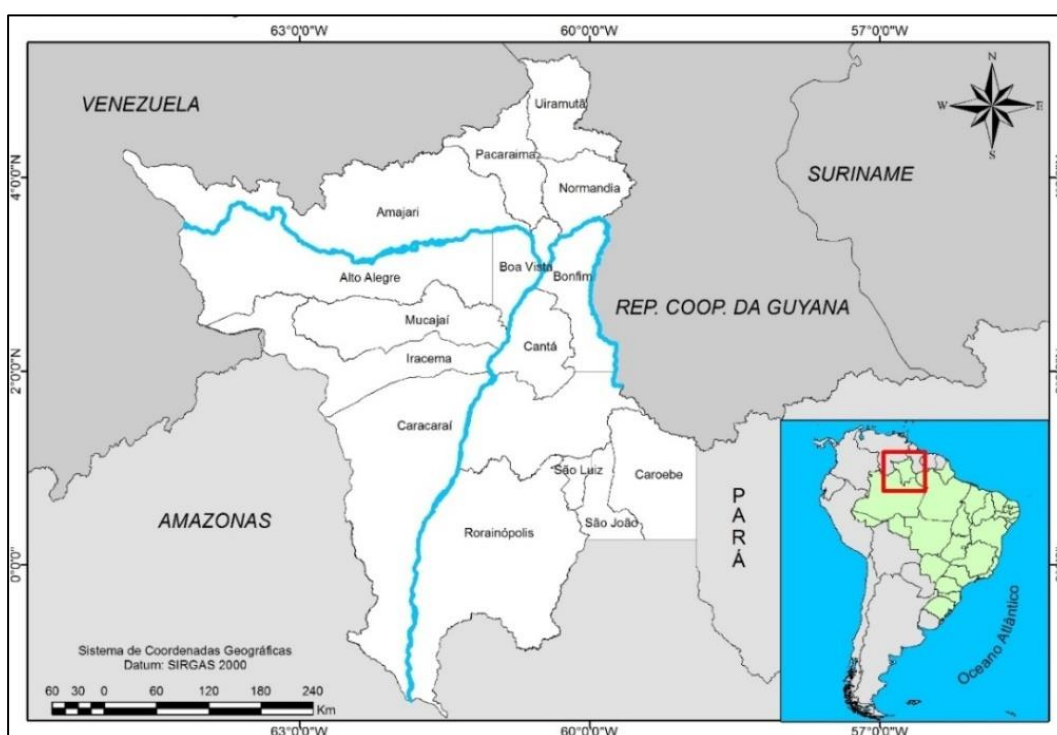 63°0'0"W
60°0'0"W
57°0'0"W
N
W
E
S
VENEZUELA
Uiramutã
Pacaraima
Normandia
4°0'0"N
SURINAME
Amajari
Boa Vista
Bonfim
Alto Alegre
REP. COOP. DA GUYANA
Mucajaí
Cantá
Iracema
2°0'0"N
Caracaraí
São Luiz
Caroebe
AMAZONAS
Rorainópolis
São João
PARÁ
0°0'0"
Oceano Atlântico
Sistema de Coordenadas Geográficas
Datum: SIRGAS 2000
60 30 0 60 120 180 240
Km
63°0'0"W
60°0'0"W
57°0'0"W